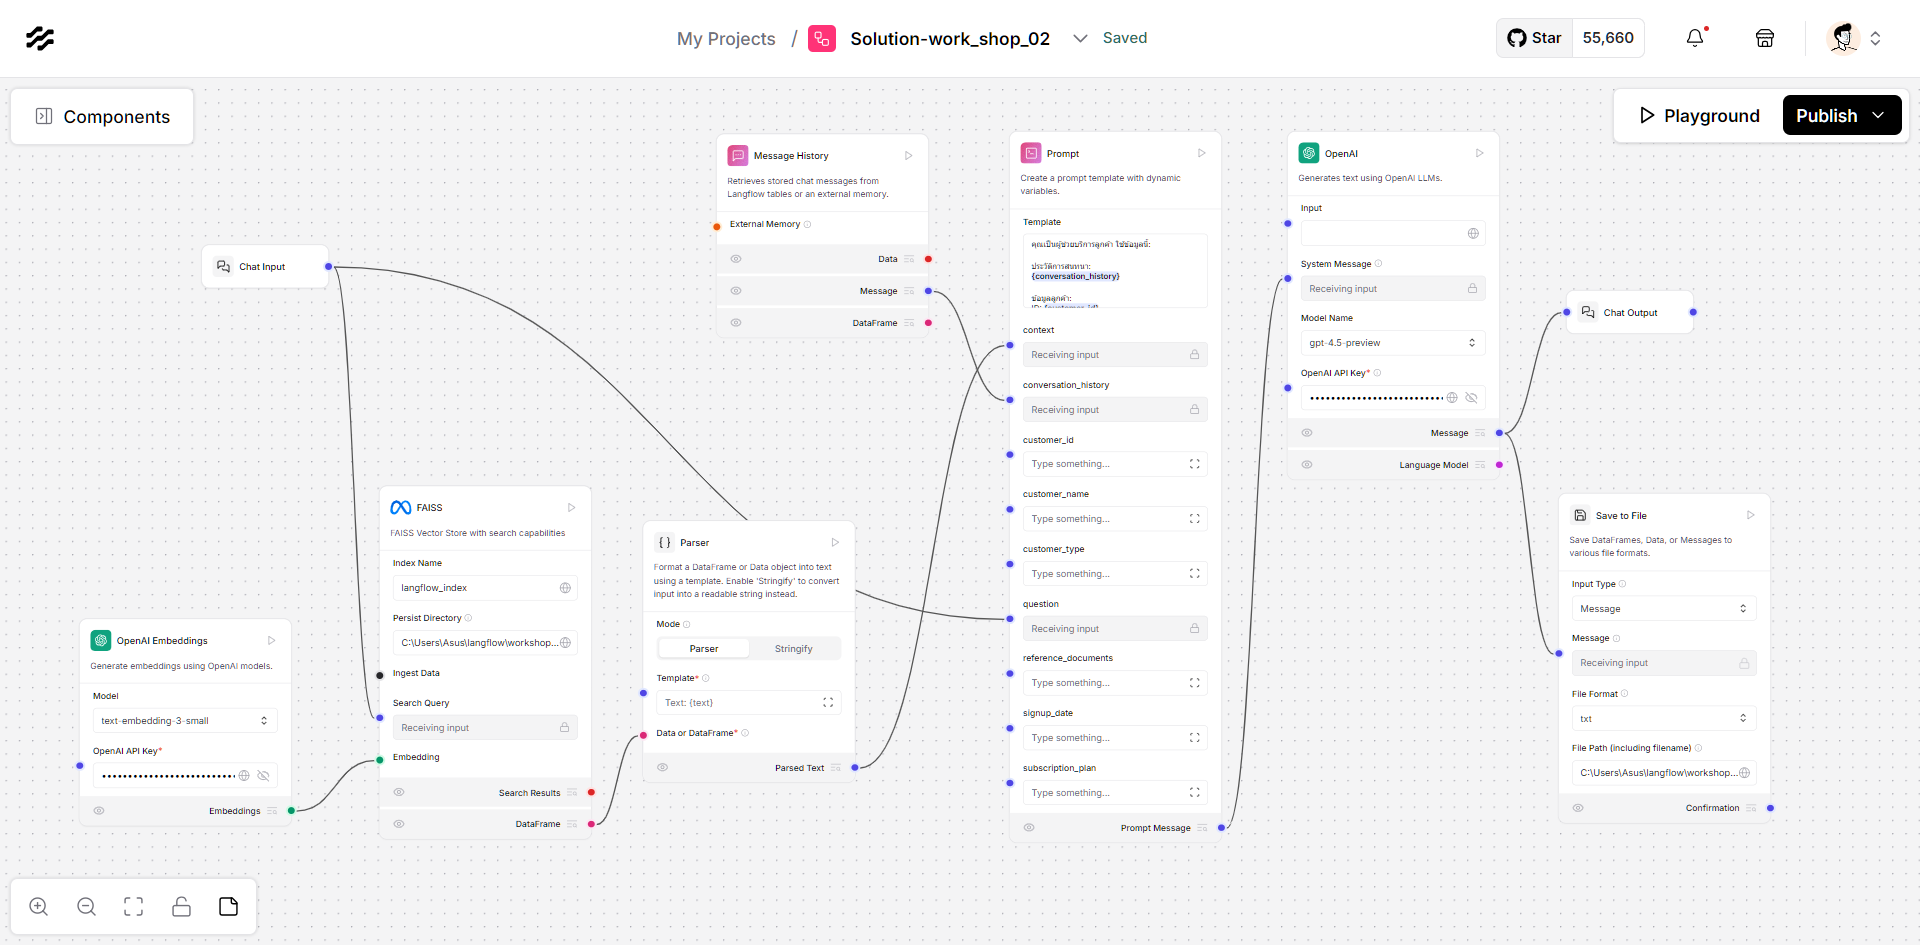 My Projects / Solution-work_shop_02 Saved
Star 55,660
Components
Playground
Publish
Chat Input
Message History
Retrieves stored chat messages from
Langflow tables or an external memory.
External Memory
Data
Message
DataFrame
Prompt
Create a prompt template with dynamic
variables.
Template
คุณเป็นผู้ช่วยบริการลูกค้า ใช้ข้อมูลนี้:
ประวัติการสนทนา:
{conversation_history}
ข้อมูลลูกค้า:
ID: {customer_id}
context
Receiving input
conversation_history
Receiving input
customer_id
Type something...
customer_name
Type something...
customer_type
Type something...
question
Receiving input
reference_documents
Type something...
signup_date
Type something...
subscription_plan
Type something...
Prompt Message
OpenAI
Generates text using OpenAI LLMs.
Input
System Message
Receiving input
Model Name
gpt-4.5-preview
OpenAI API Key*
Message
Language Model
Chat Output
Save to File
Save DataFrames, Data, or Messages to
various file formats.
Input Type
Message
Message
Receiving input
File Format
txt
File Path (including filename)
C:\Users\Asus\langflow\workshop...
Confirmation
FAISS
FAISS Vector Store with search capabilities
Index Name
langflow_index
Persist Directory
C:\Users\Asus\langflow\workshop...
Ingest Data
Search Query
Receiving input
Embedding
Search Results
DataFrame
Parser
Format a DataFrame or Data object into text
using a template. Enable 'Stringify' to convert
input into a readable string instead.
Mode
Parser Stringify
Template*
Text: {text}
Data or DataFrame*
Parsed Text
OpenAI Embeddings
Generate embeddings using OpenAI models.
Model
text-embedding-3-small
OpenAI API Key*
Embeddings